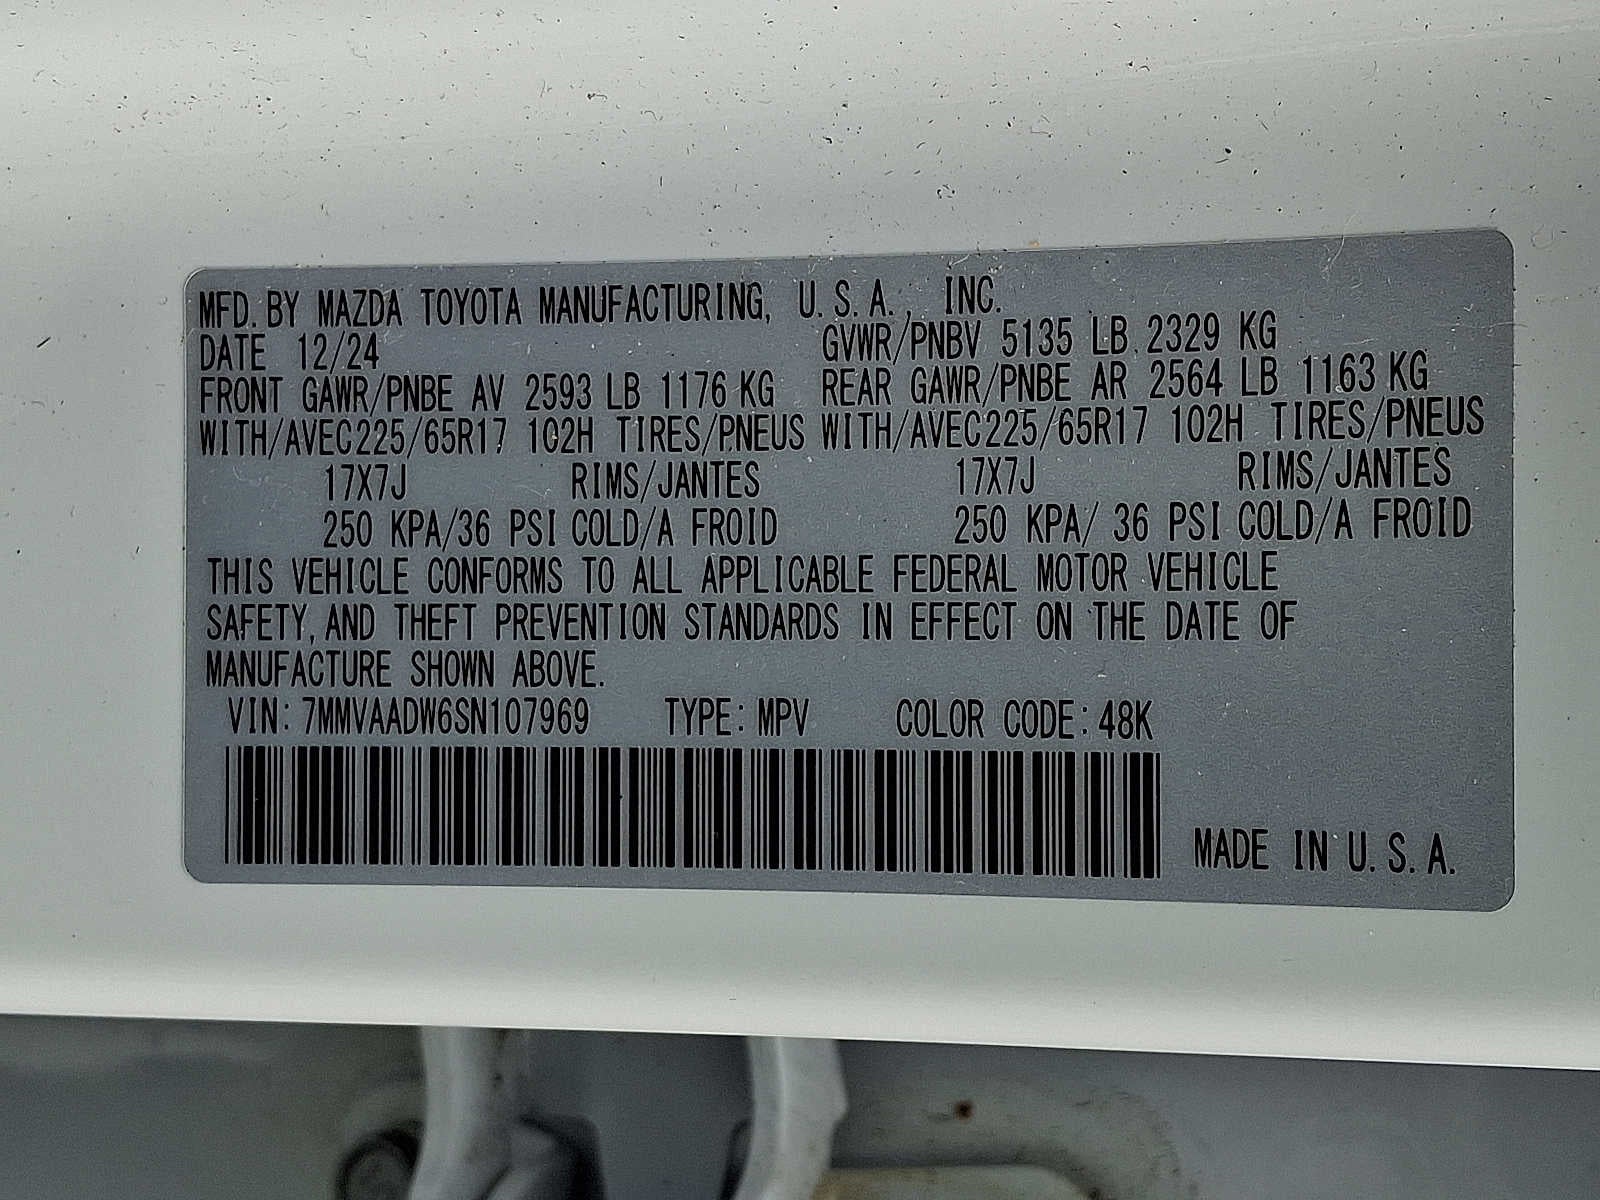 MFD. BY MAZDA TOYOTA MANUFACTURING, U.S.A., INC.
DATE 12/24 GVWR/PNBV 5135 LB 2329 KG
FRONT GAWR/PNBE AV 2593 LB 1176 KG REAR GAWR/PNBE AR 2564 LB 1163 KG
WITH/AVEC225/65R17 102H TIRES/PNEUS WITH/AVEC225/65R17 102H TIRES/PNEUS
17X7J RIMS/JANTES 17X7J RIMS/JANTES
250 KPA/36 PSI COLD/A FROID 250 KPA/ 36 PSI COLD/A FROID
THIS VEHICLE CONFORMS TO ALL APPLICABLE FEDERAL MOTOR VEHICLE
SAFETY, AND THEFT PREVENTION STANDARDS IN EFFECT ON THE DATE OF
MANUFACTURE SHOWN ABOVE.
VIN: 7MMVAADW6SN107969 TYPE: MPV COLOR CODE: 48K
MADE IN U.S.A.